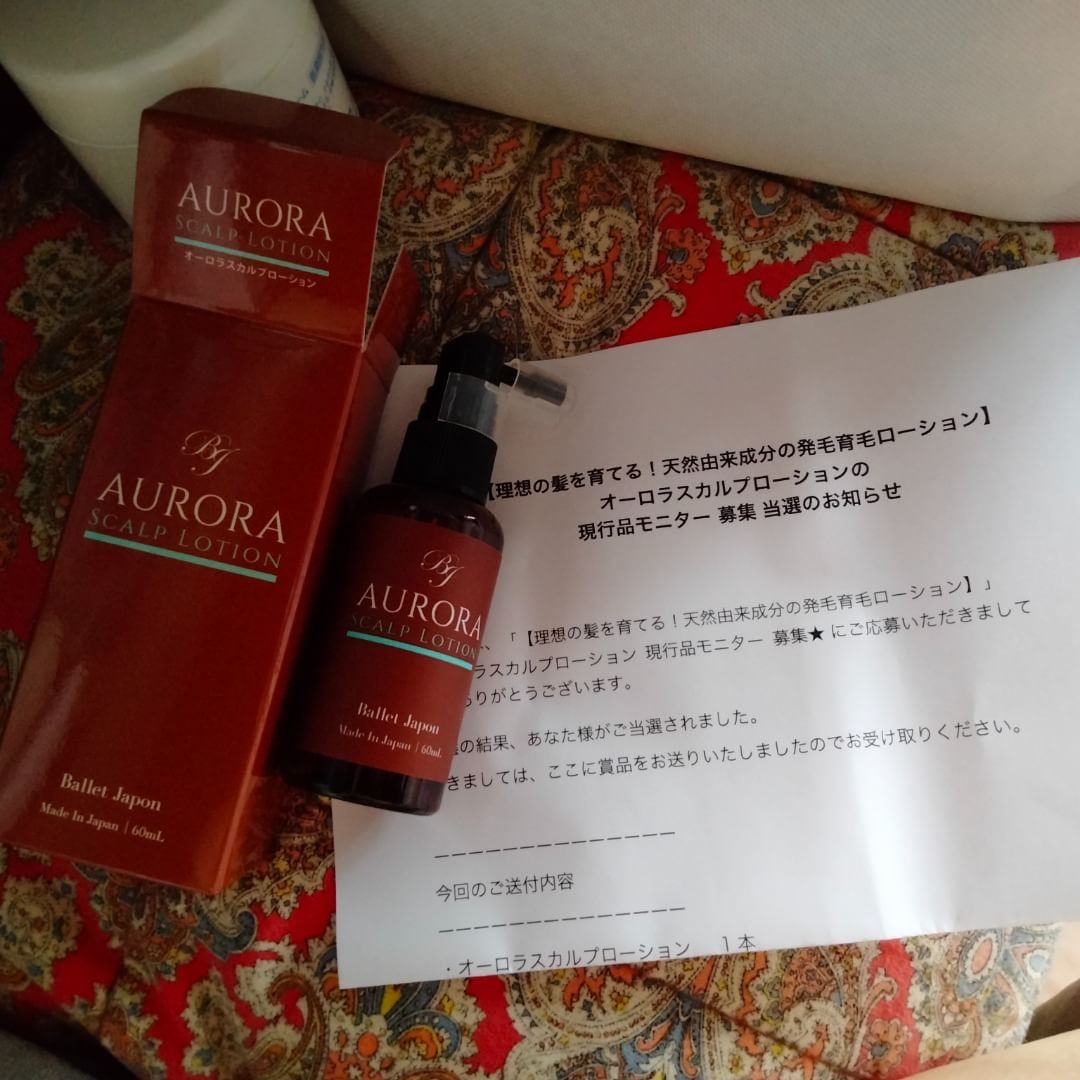 AURORA
SCALP LOTION
オーロラスカルプローション
BJ
AURORA
SCALP LOTION
Ballet Japon
Made In Japan | 60mL
BJ
AURORA
SCALP LOTION
Ballet Japon
Made In Japan | 60mL
【理想の髪を育てる！天然由来成分の発毛育毛ローション】
オーロラスカルプローションの
現行品モニター 募集 当選のお知らせ
、「【理想の髪を育てる！天然由来成分の発毛育毛ローション】」
ラスカルプローション 現行品モニター 募集★ にご応募いただきまして
りがとうございます。
の結果、あなた様がご当選されました。
きましては、ここに賞品をお送りいたしましたのでお受け取りください。
――――――――――――――
今回のご送付内容
――――――――――――――
・オーロラスカルプローション 1本